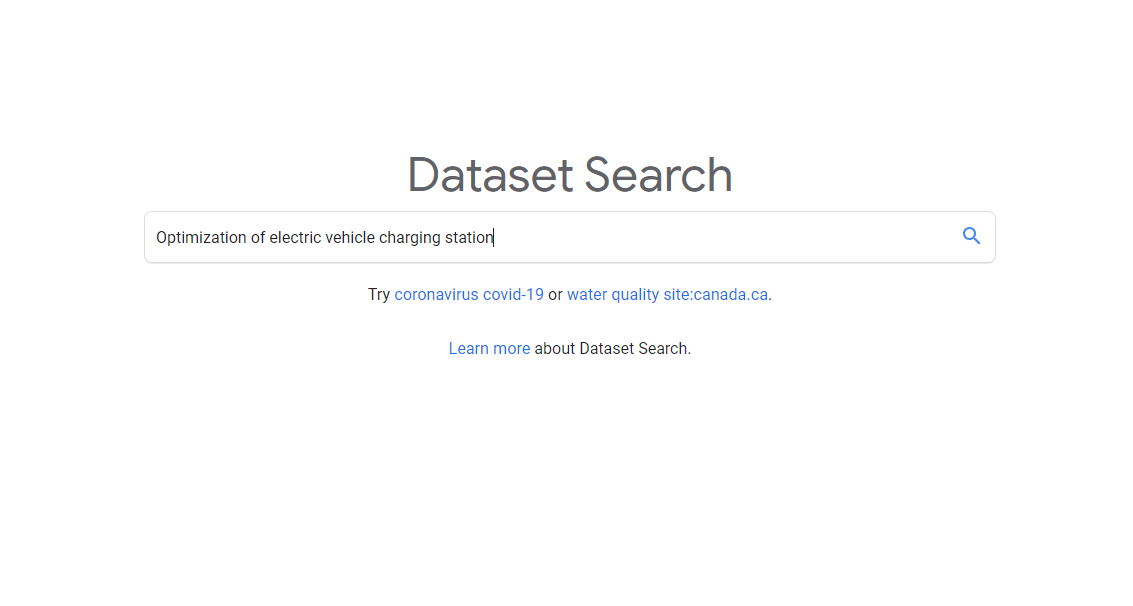 Dataset Search
Optimization of electric vehicle charging station
Try coronavirus covid-19 or water quality site:canada.ca.
Learn more about Dataset Search.